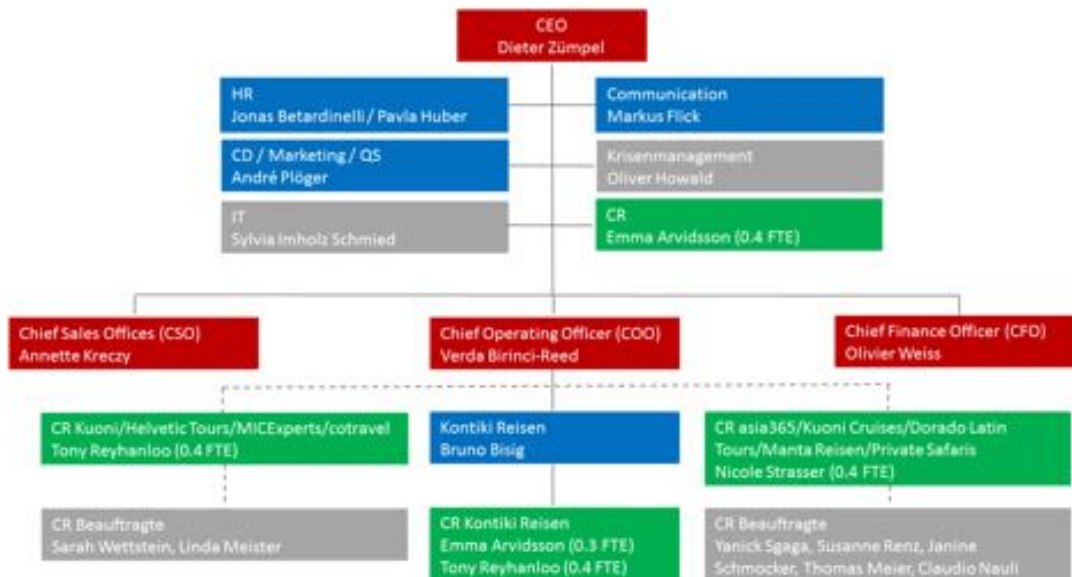 CEO
Dieter Zümpel
HR
Jonas Betardinelli / Pavla Huber
Communication
Markus Flick
CD / Marketing / QS
André Plöger
Krisenmanagement
Oliver Howald
IT
Sylvia Imholz Schmied
CR
Emma Arvidsson (0.4 FTE)
Chief Sales Offices (CSO)
Annette Kreczy
Chief Operating Officer (COO)
Verda Birinci-Reed
Chief Finance Officer (CFO)
Olivier Weiss
CR Kuoni/Helvetic Tours/MICExperts/cotravel
Tony Reyhanloo (0.4 FTE)
Kontiki Reisen
Bruno Bisig
CR asia365/Kuoni Cruises/Dorado Latin
Tours/Manta Reisen/Private Safaris
Nicole Strasser (0.4 FTE)
CR Beauftragte
Sarah Wettstein, Linda Meister
CR Kontiki Reisen
Emma Arvidsson (0.3 FTE)
Tony Reyhanloo (0.4 FTE)
CR Beauftragte
Yanick Sgaga, Susanne Renz, Janine
Schmocker, Thomas Meier, Claudio Nauli